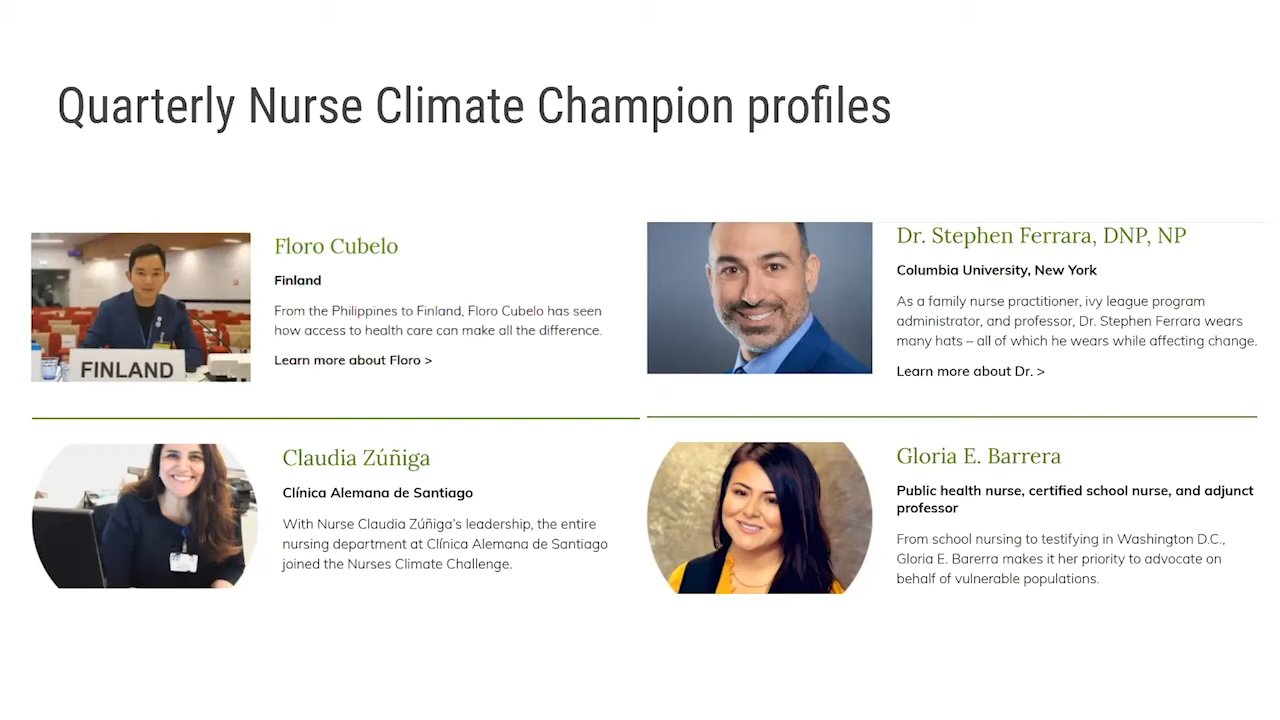 Quarterly Nurse Climate Champion profiles
Floro Cubelo
Finland
From the Philippines to Finland, Floro Cubelo has seen
how access to health care can make all the difference.
Learn more about Floro >
FINLAND
Dr. Stephen Ferrara, DNP, NP
Columbia University, New York
As a family nurse practitioner, ivy league program
administrator, and professor, Dr. Stephen Ferrara wears
many hats – all of which he wears while affecting change.
Learn more about Dr. >
Claudia Zúñiga
Clínica Alemana de Santiago
With Nurse Claudia Zúñiga’s leadership, the entire
nursing department at Clínica Alemana de Santiago
joined the Nurses Climate Challenge.
Gloria E. Barrera
Public health nurse, certified school nurse, and adjunct
professor
From school nursing to testifying in Washington D.C.,
Gloria E. Barerra makes it her priority to advocate on
behalf of vulnerable populations.